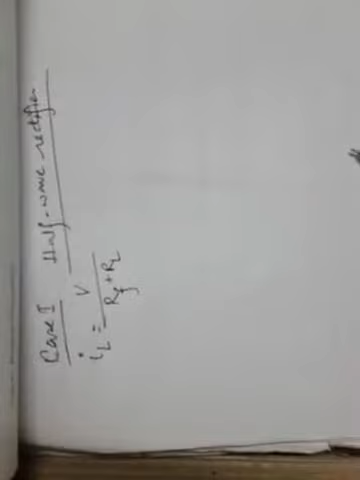 Case I Half-wave rectifier
i_L = V / (R_f + R_L)